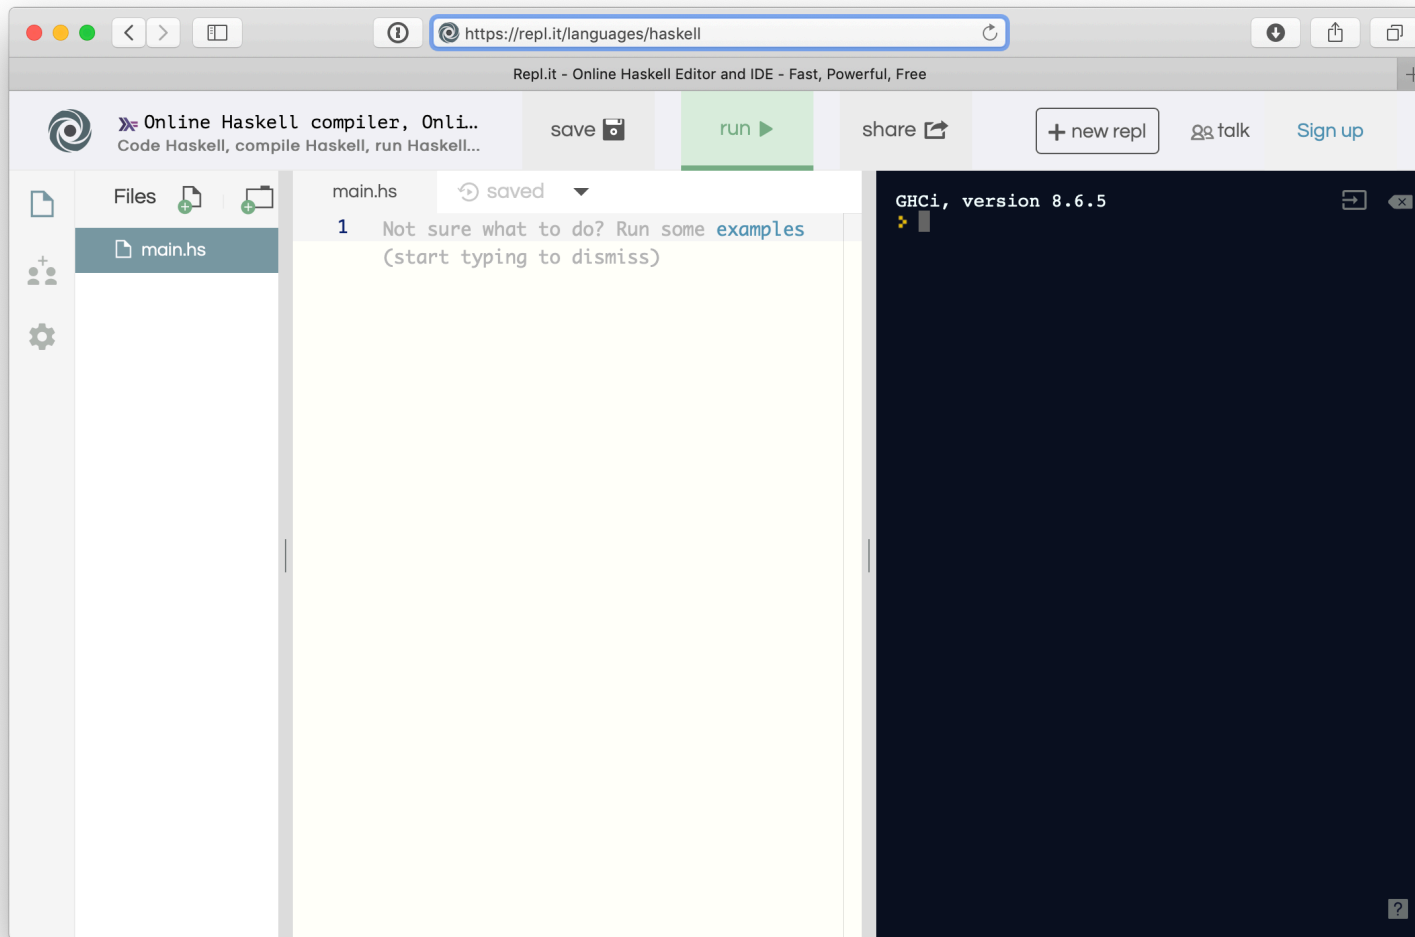 https://repl.it/languages/haskell
Repl.it - Online Haskell Editor and IDE - Fast, Powerful, Free
Online Haskell compiler, Onli...
Code Haskell, compile Haskell, run Haskell...
save
run
share
+ new repl
talk
Sign up
Files
main.hs
main.hs
saved
1
Not sure what to do? Run some examples
(start typing to dismiss)
GHCi, version 8.6.5
>
?